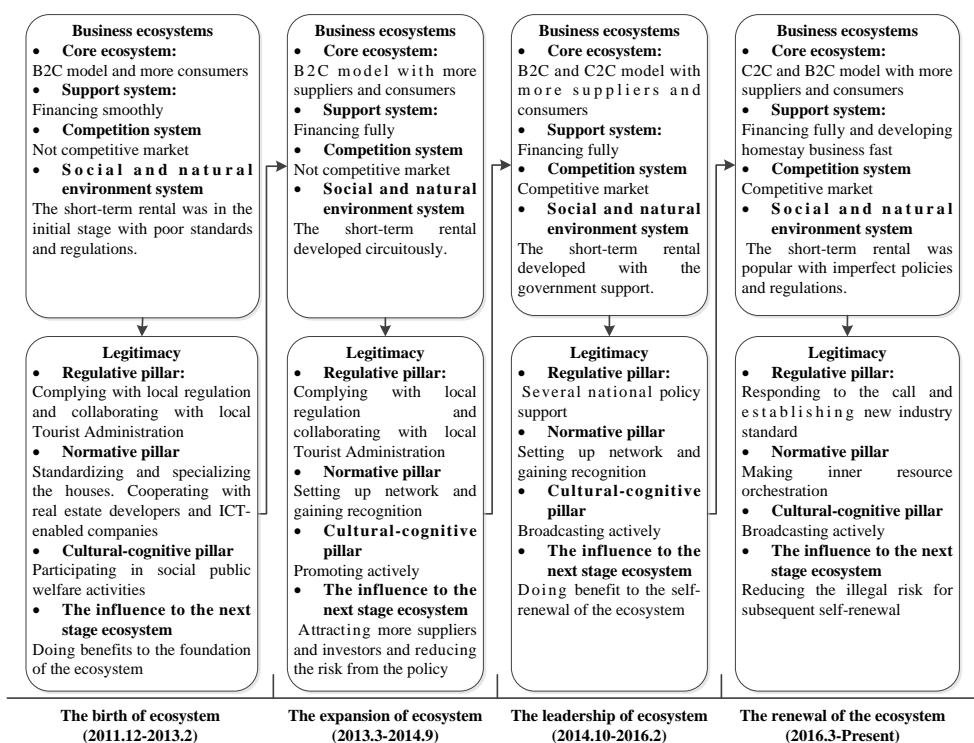 Business ecosystems
• Core ecosystem:
B2C model and more consumers
• Support system:
Financing smoothly
• Competition system
Not competitive market
• Social and natural
environment system
The short-term rental was in the
initial stage with poor standards
and regulations.
Legitimacy
• Regulative pillar:
Complying with local regulation
and collaborating with local
Tourist Administration
• Normative pillar
Standardizing and specializing
the houses. Cooperating with
real estate developers and ICT-
enabled companies
• Cultural-cognitive pillar
Participating in social public
welfare activities
• The influence to the next
stage ecosystem
Doing benefits to the foundation
of the ecosystem
The birth of ecosystem
(2011.12-2013.2)
Business ecosystems
• Core ecosystem:
B2C model with more
suppliers and consumers
• Support system:
Financing fully
• Competition system
Not competitive market
• Social and natural
environment system
The short-term rental
developed circuitously.
Legitimacy
• Regulative pillar:
Complying with local
regulation and
collaborating with local
Tourist Administration
• Normative pillar
Setting up network and
gaining recognition
• Cultural-cognitive
pillar
Promoting actively
• The influence to the
next stage ecosystem
Attracting more suppliers
and investors and reducing
the risk from the policy
The expansion of ecosystem
(2013.3-2014.9)
Business ecosystems
• Core ecosystem:
B2C and C2C model with
more suppliers and
consumers
• Support system:
Financing fully
• Competition system
Competitive market
• Social and natural
environment system
The short-term rental
developed with the
government support.
Legitimacy
• Regulative pillar:
Several national policy
support
• Normative pillar
Setting up network and
gaining recognition
• Cultural-cognitive
pillar
Broadcasting actively
• The influence to the next
stage ecosystem
Doing benefit to the self-
renewal of the ecosystem
The leadership of ecosystem
(2014.10-2016.2)
Business ecosystems
• Core ecosystem:
C2C and B2C model with more
suppliers and consumers
• Support system:
Financing fully and developing
homestay business fast
• Competition system
Competitive market
• Social and natural
environment system
The short-term rental was
popular with imperfect policies
and regulations.
Legitimacy
• Regulative pillar:
Responding to the call and
establishing new industry
standard
• Normative pillar
Making inner resource
orchestration
• Cultural-cognitive pillar
Broadcasting actively
• The influence to the next
stage ecosystem
Reducing the illegal risk for
subsequent self-renewal
The renewal of the ecosystem
(2016.3-Present)